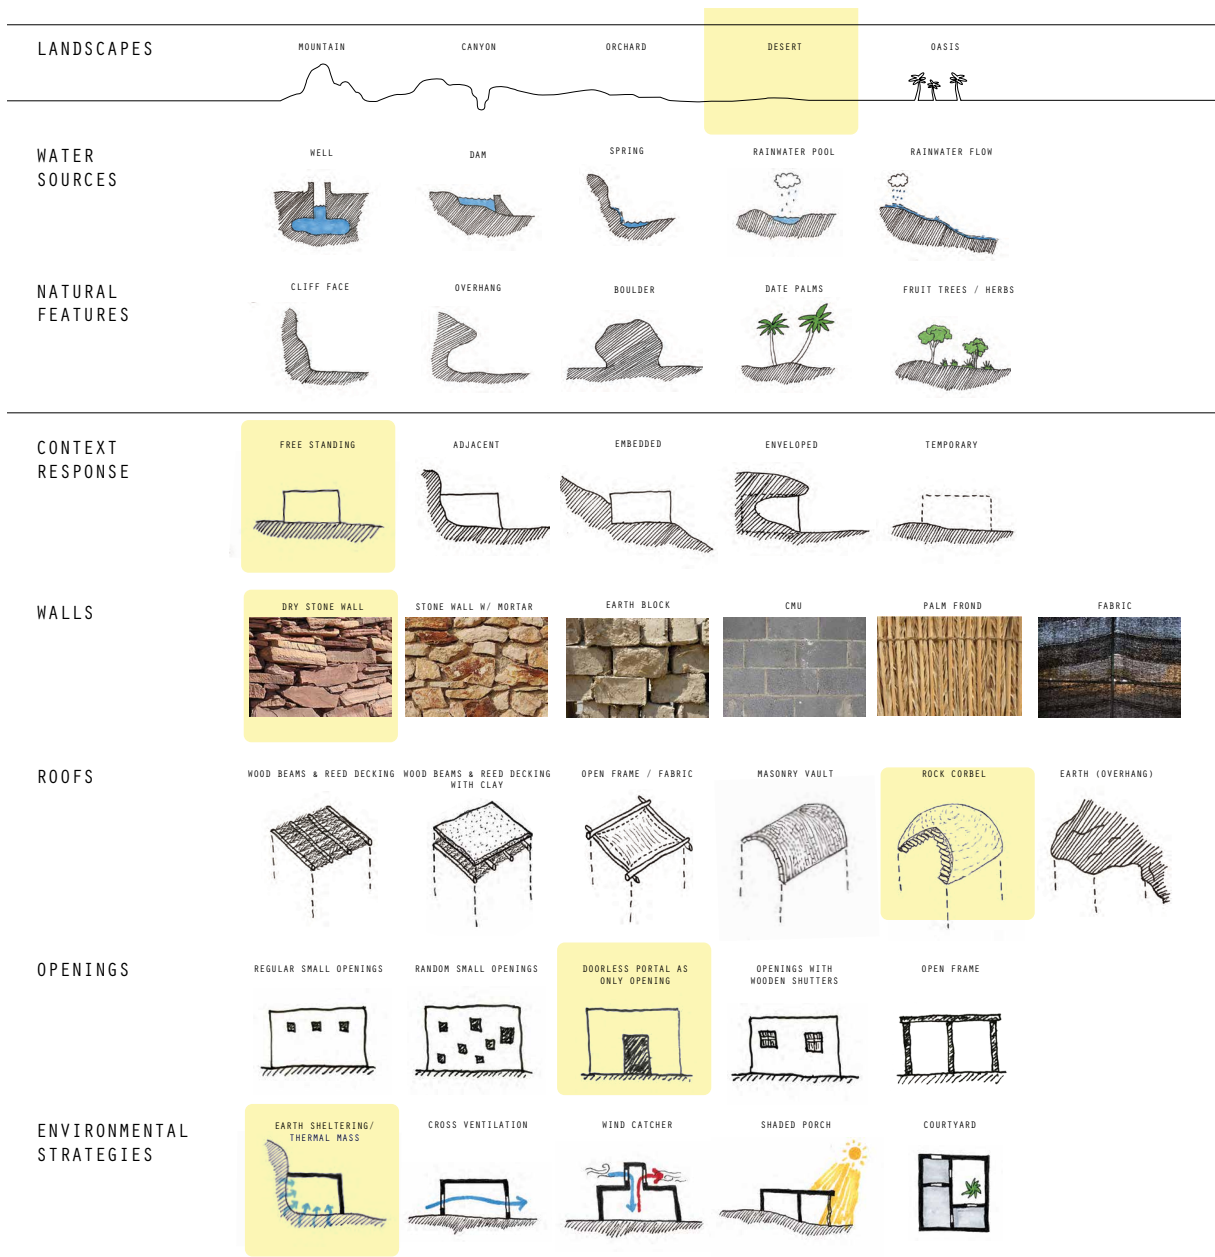 LANDSCAPES
MOUNTAIN
CANYON
ORCHARD
DESERT
OASIS
WATER
SOURCES
WELL
DAM
SPRING
RAINWATER POOL
RAINWATER FLOW
NATURAL
FEATURES
CLIFF FACE
OVERHANG
BOULDER
DATE PALMS
FRUIT TREES / HERBS
CONTEXT
RESPONSE
FREE STANDING
ADJACENT
EMBEDDED
ENVELOPED
TEMPORARY
WALLS
DRY STONE WALL
STONE WALL W/ MORTAR
EARTH BLOCK
CMU
PALM FROND
FABRIC
ROOFS
WOOD BEAMS & REED DECKING
WOOD BEAMS & REED DECKING
WITH CLAY
OPEN FRAME / FABRIC
MASONRY VAULT
ROCK CORBEL
EARTH (OVERHANG)
OPENINGS
REGULAR SMALL OPENINGS
RANDOM SMALL OPENINGS
DOORLESS PORTAL AS
ONLY OPENING
OPENINGS WITH
WOODEN SHUTTERS
OPEN FRAME
ENVIRONMENTAL
STRATEGIES
EARTH SHELTERING/
THERMAL MASS
CROSS VENTILATION
WIND CATCHER
SHADED PORCH
COURTYARD